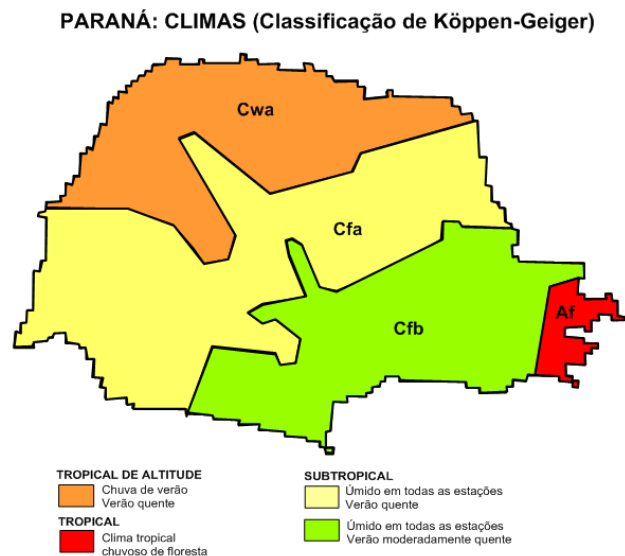 PARANÁ: CLIMAS (Classificação de Köppen-Geiger)
Cwa
Cfa
Cfb
Af
TROPICAL DE ALTITUDE
Chuva de verão
Verão quente
TROPICAL
Clima tropical
chuvoso de floresta
SUBTROPICAL
Úmido em todas as estações
Verão quente
Úmido em todas as estações
Verão moderadamente quente